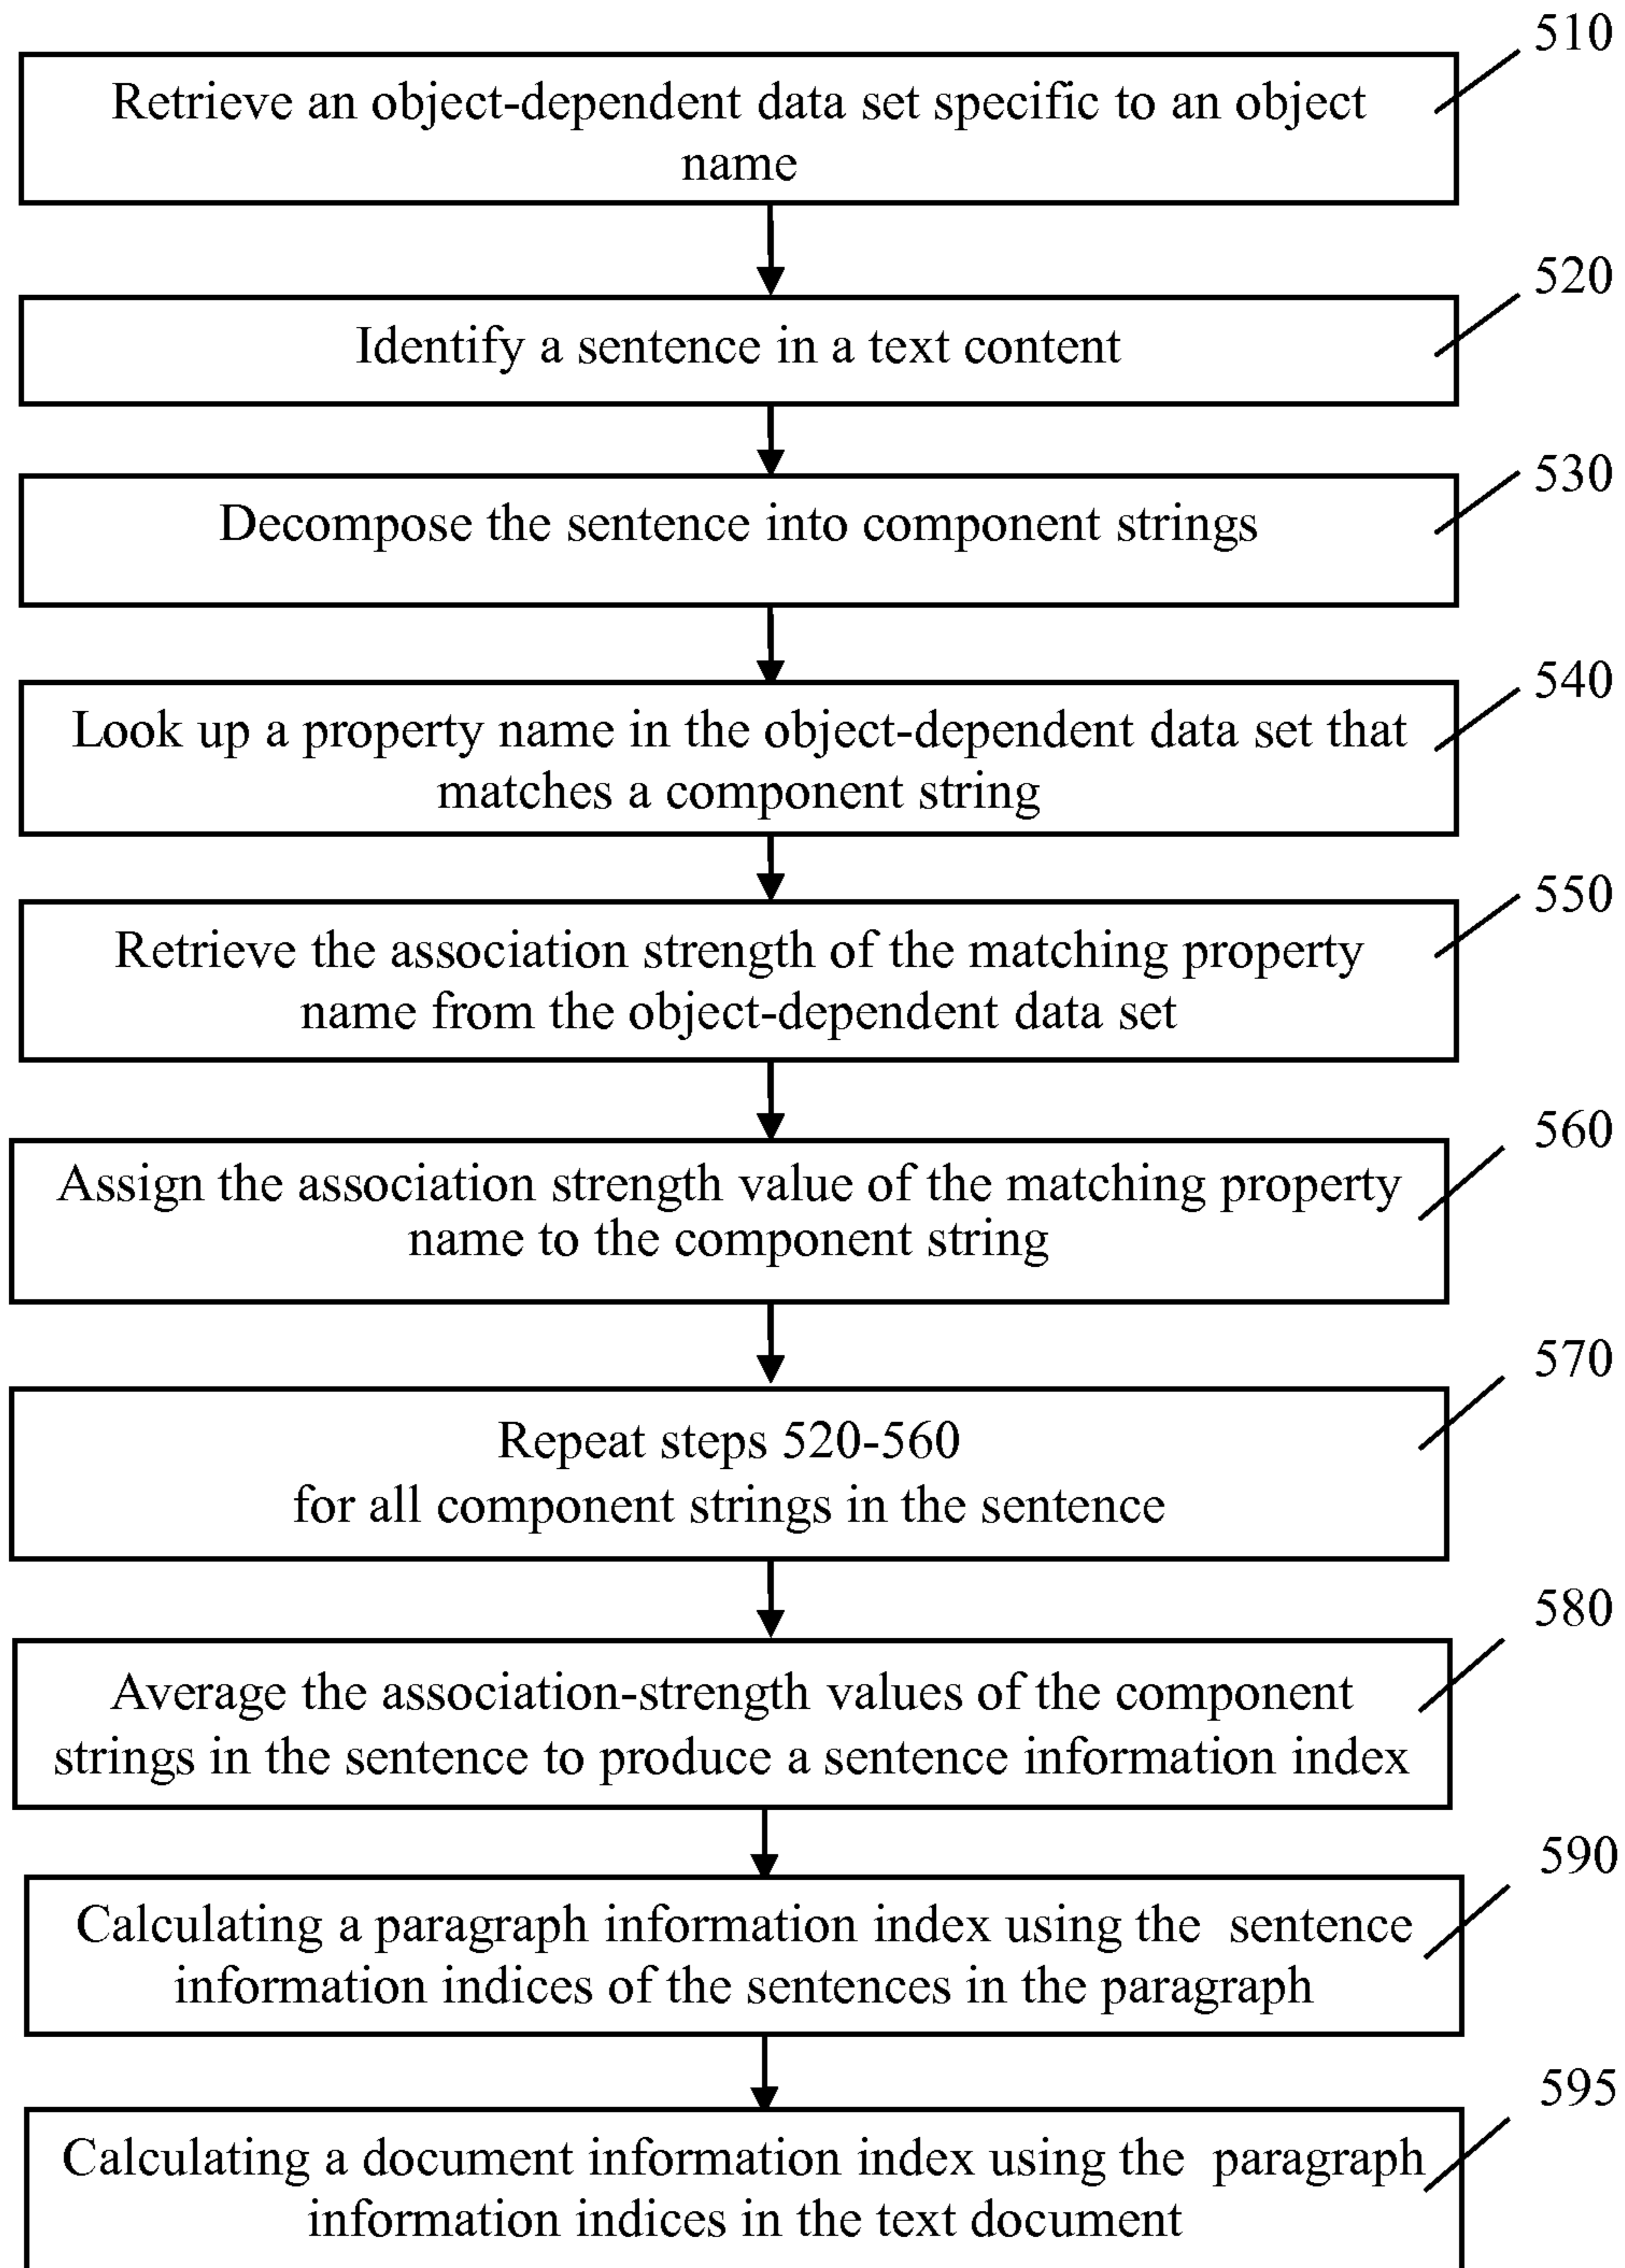 510
Retrieve an object-dependent data set specific to an object
name
520
Identify a sentence in a text content
530
Decompose the sentence into component strings
540
Look up a property name in the object-dependent data set that
matches a component string
550
Retrieve the association strength of the matching property
name from the object-dependent data set
560
Assign the association strength value of the matching property
name to the component string
570
Repeat steps 520-560
for all component strings in the sentence
580
Average the association-strength values of the component
strings in the sentence to produce a sentence information index
590
Calculating a paragraph information index using the sentence
information indices of the sentences in the paragraph
595
Calculating a document information index using the paragraph
information indices in the text document